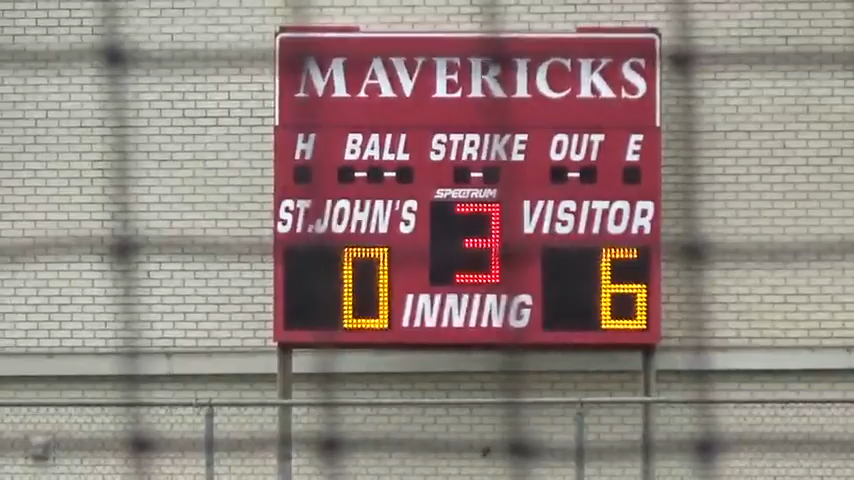 MAVERICKS
H BALL STRIKE OUT E
SPECTRUM
ST. JOHN'S 3 VISITOR
0 INNING 6